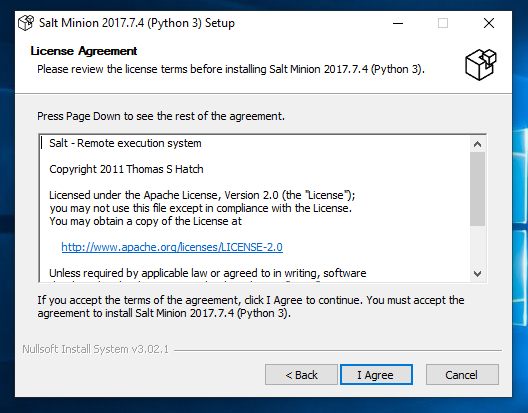 Salt Minion 2017.7.4 (Python 3) Setup
License Agreement
Please review the license terms before installing Salt Minion 2017.7.4 (Python 3).
Press Page Down to see the rest of the agreement.
Salt - Remote execution system
Copyright 2011 Thomas S Hatch
Licensed under the Apache License, Version 2.0 (the "License");
you may not use this file except in compliance with the License.
You may obtain a copy of the License at
http://www.apache.org/licenses/LICENSE-2.0
Unless required by applicable law or agreed to in writing, software
If you accept the terms of the agreement, click I Agree to continue. You must accept the
agreement to install Salt Minion 2017.7.4 (Python 3).
Nullsoft Install System v3.02.1
< Back
I Agree
Cancel